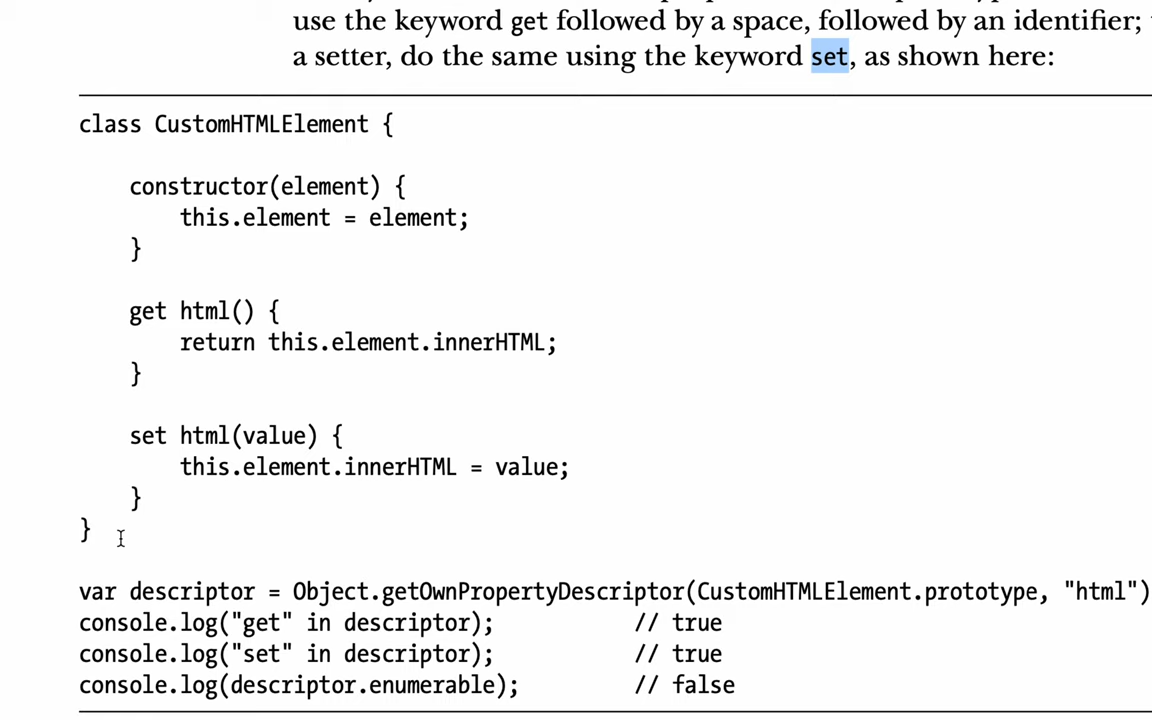 use the keyword get followed by a space, followed by an identifier;
a setter, do the same using the keyword set, as shown here:
class CustomHTMLElement {
constructor(element) {
this.element = element;
}
get html() {
return this.element.innerHTML;
}
set html(value) {
this.element.innerHTML = value;
}
}
var descriptor = Object.getOwnPropertyDescriptor(CustomHTMLElement.prototype, "html")
console.log("get" in descriptor); // true
console.log("set" in descriptor); // true
console.log(descriptor.enumerable); // false